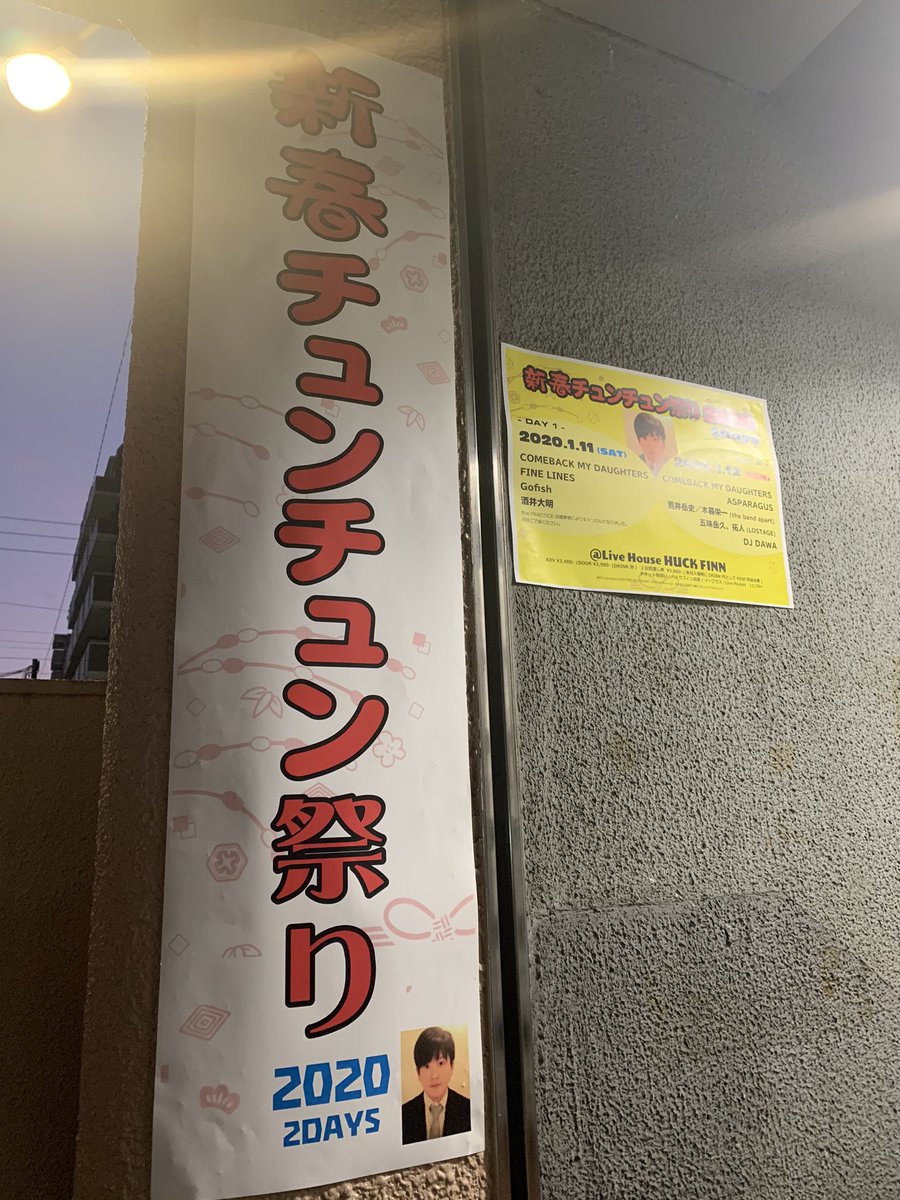 新春チュンチュン祭り
2020
2DAYS
新春チュンチュン祭り 2020
2DAYS
- DAY 1 -
2020.1.11 (SAT)
COMEBACK MY DAUGHTERS
FINE LINES
Gofish
酒井大明
1.12
COMEBACK MY DAUGHTERS
ASPARAGUS
荒井岳史／木暮栄一 (the band apart)
五味岳久、拓人 (LOSTAGE)
DJ DAWA
@Live House HUCK FINN